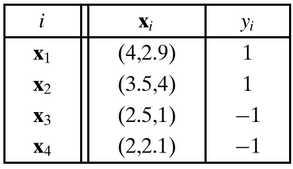 i xᵢ yᵢ
x₁ (4,2.9) 1
x₂ (3.5,4) 1
x₃ (2.5,1) −1
x₄ (2,2.1) −1